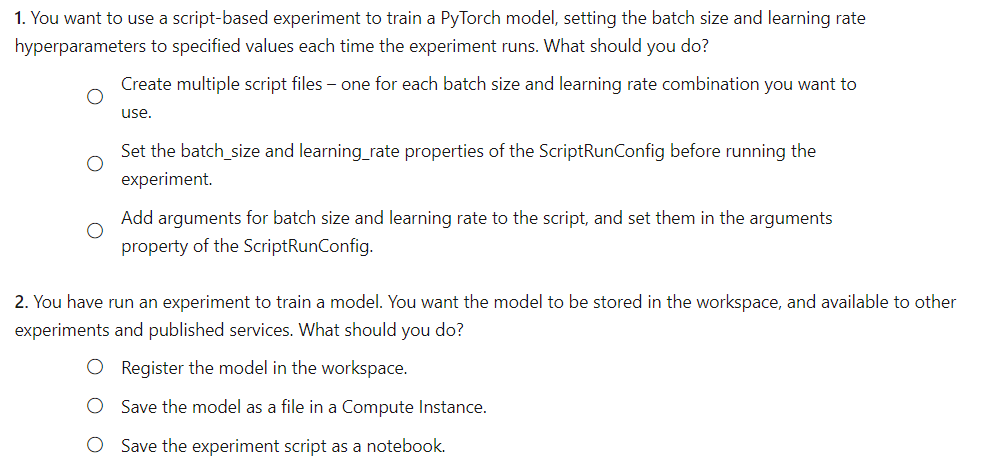 1. You want to use a script-based experiment to train a PyTorch model, setting the batch size and learning rate
hyperparameters to specified values each time the experiment runs. What should you do?
Create multiple script files – one for each batch size and learning rate combination you want to
use.
Set the batch_size and learning_rate properties of the ScriptRunConfig before running the
experiment.
Add arguments for batch size and learning rate to the script, and set them in the arguments
property of the ScriptRunConfig.
2. You have run an experiment to train a model. You want the model to be stored in the workspace, and available to other
experiments and published services. What should you do?
Register the model in the workspace.
Save the model as a file in a Compute Instance.
Save the experiment script as a notebook.